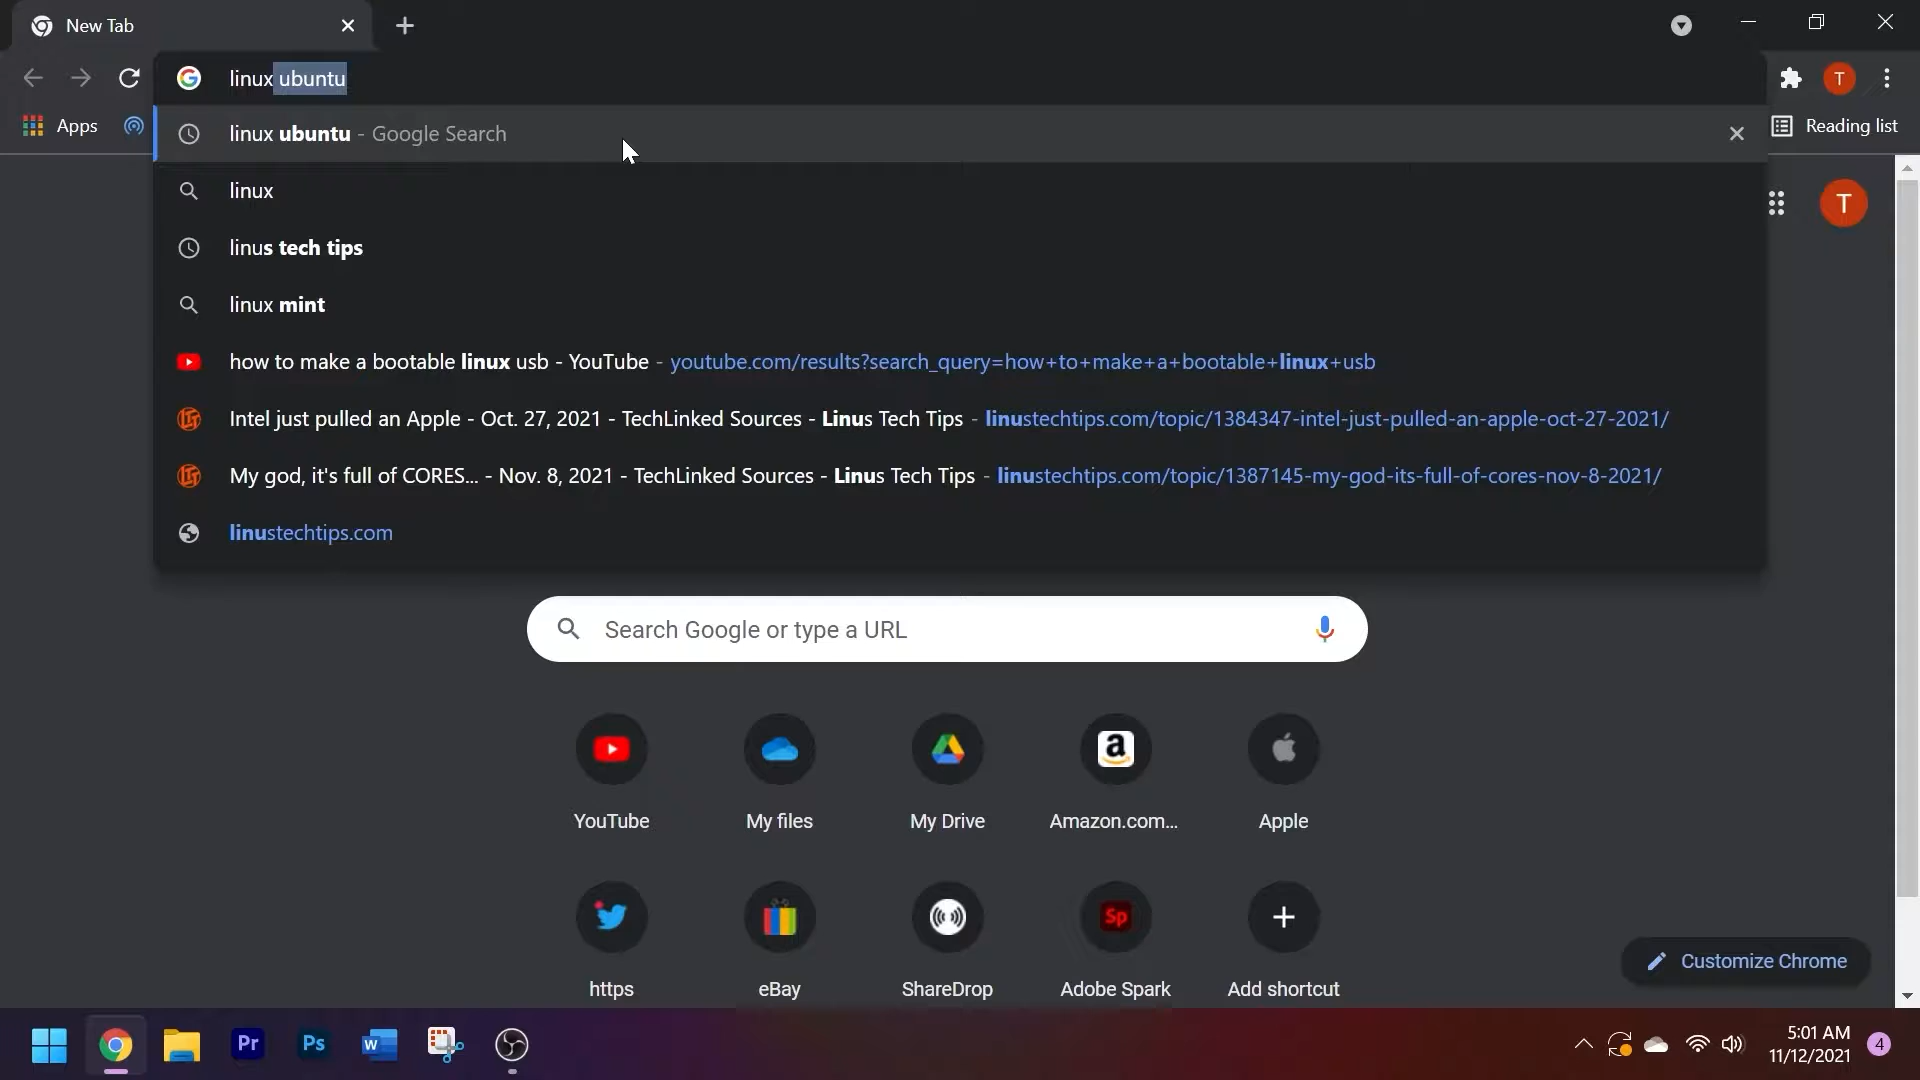 New Tab
linux ubuntu
Apps
Reading list
linux ubuntu - Google Search
linux
T
T
linus tech tips
linux mint
how to make a bootable linux usb - YouTube - youtube.com/results?search_query=how+to+make+a+bootable+linux+usb
Intel just pulled an Apple - Oct. 27, 2021 - TechLinked Sources - Linus Tech Tips - linustechtips.com/topic/1384347-intel-just-pulled-an-apple-oct-27-2021/
My god, it's full of CORES... - Nov. 8, 2021 - TechLinked Sources - Linus Tech Tips - linustechtips.com/topic/1387145-my-god-its-full-of-cores-nov-8-2021/
linustechtips.com
Search Google or type a URL
a
YouTube
My files
My Drive
Amazon.com...
Apple
Sp
https
eBay
ShareDrop
Adobe Spark
Add shortcut
Customize Chrome
Pr
Ps
W
5:01 AM
11/12/2021
4